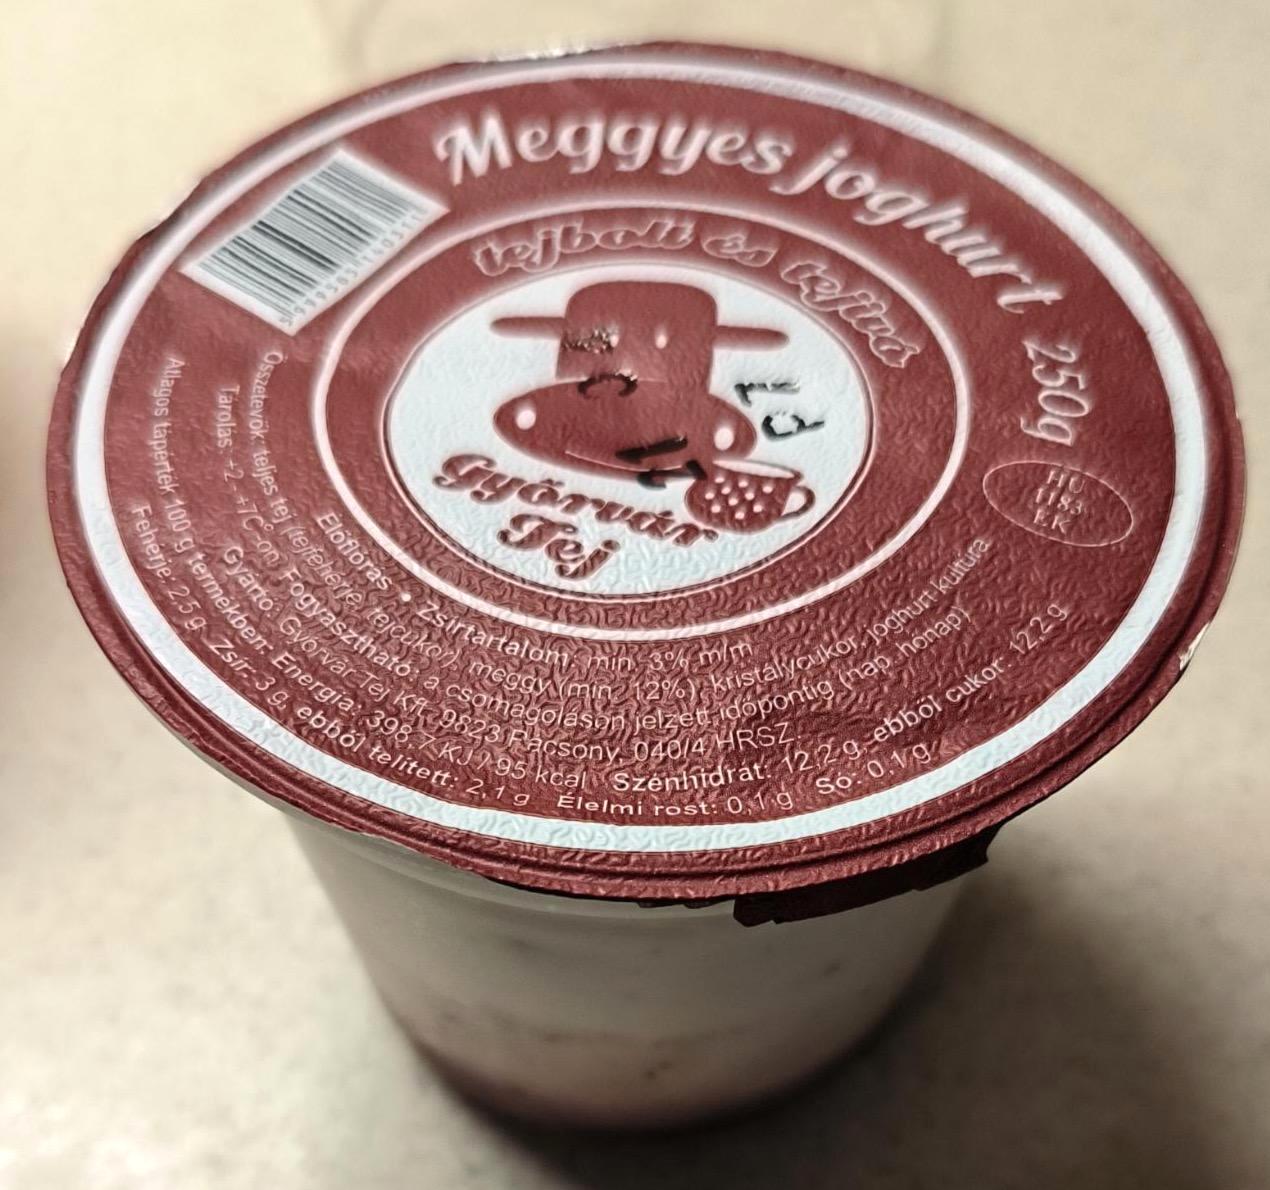 Meggyes joghurt 250g
tejbolt és tejivó
Győrvár
Tej
HU
EK
Élőflórás • Zsírtartalom: min. 3% m/m
Összetevők: teljes tej (tejfehérje, tejcukor), meggy (min. 12%), kristálycukor, joghurt kultúra
Tárolás: +2 - +7C°-on. Fogyasztható: a csomagoláson jelzett időpontig (nap, hónap)
Gyártó: Győrvár Tej Kft. 9823 Pácsony, 040/4 HRSZ.
Átlagos tápérték 100 g termékben: Energia: 398,7 KJ / 95 kcal Szénhidrát: 12,2 g, ebből cukor: 12,2 g
Fehérje: 2,5 g Zsír: 3 g, ebből telített: 2,1 g Élelmi rost: 0,1 g Só: 0,1 g